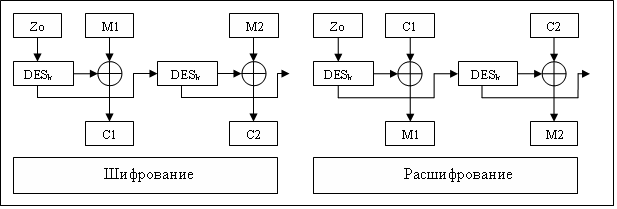 Zo M1 M2 Zo C1 C2
DESk DESk DESk DESk
C1 C2 M1 M2
Шифрование Расшифрование